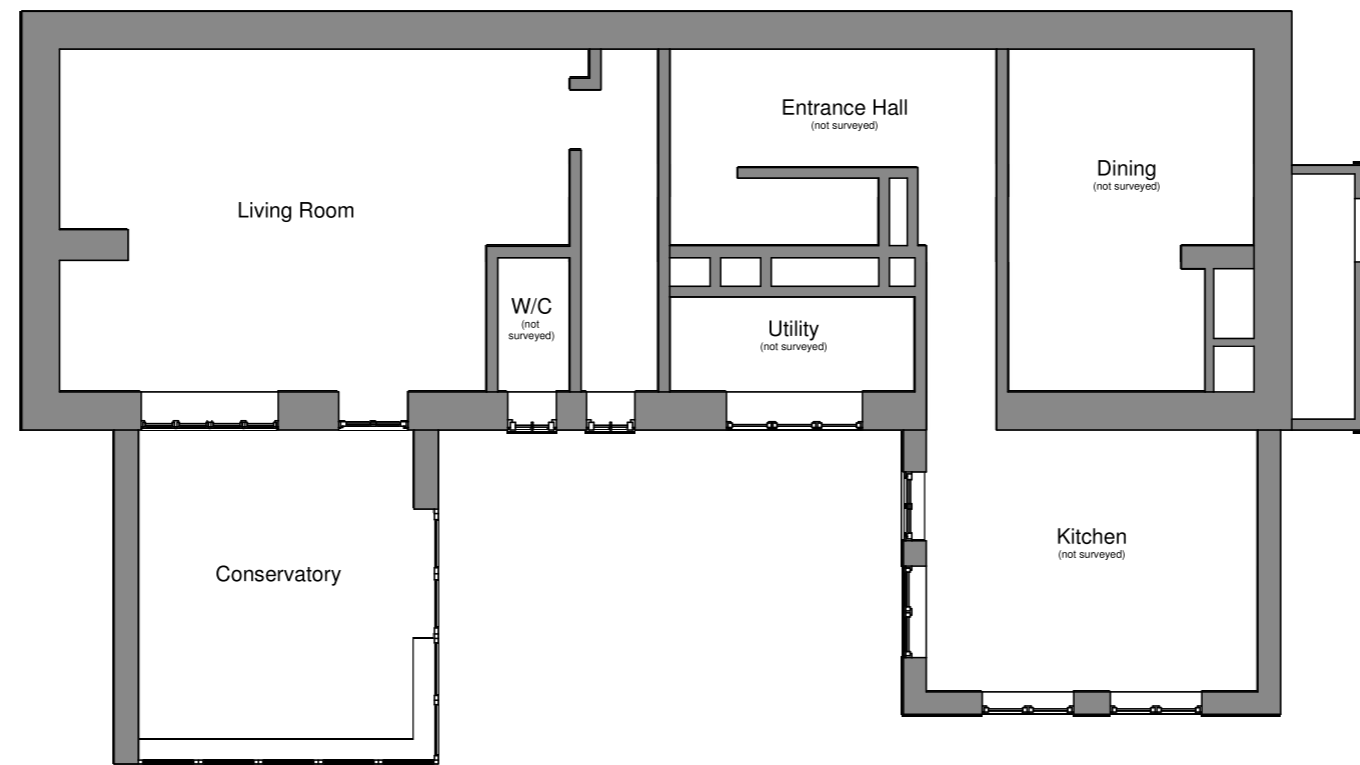 Entrance Hall
(not surveyed)
Dining
(not surveyed)
Living Room
W/C
(not
surveyed)
Utility
(not surveyed)
Kitchen
(not surveyed)
Conservatory